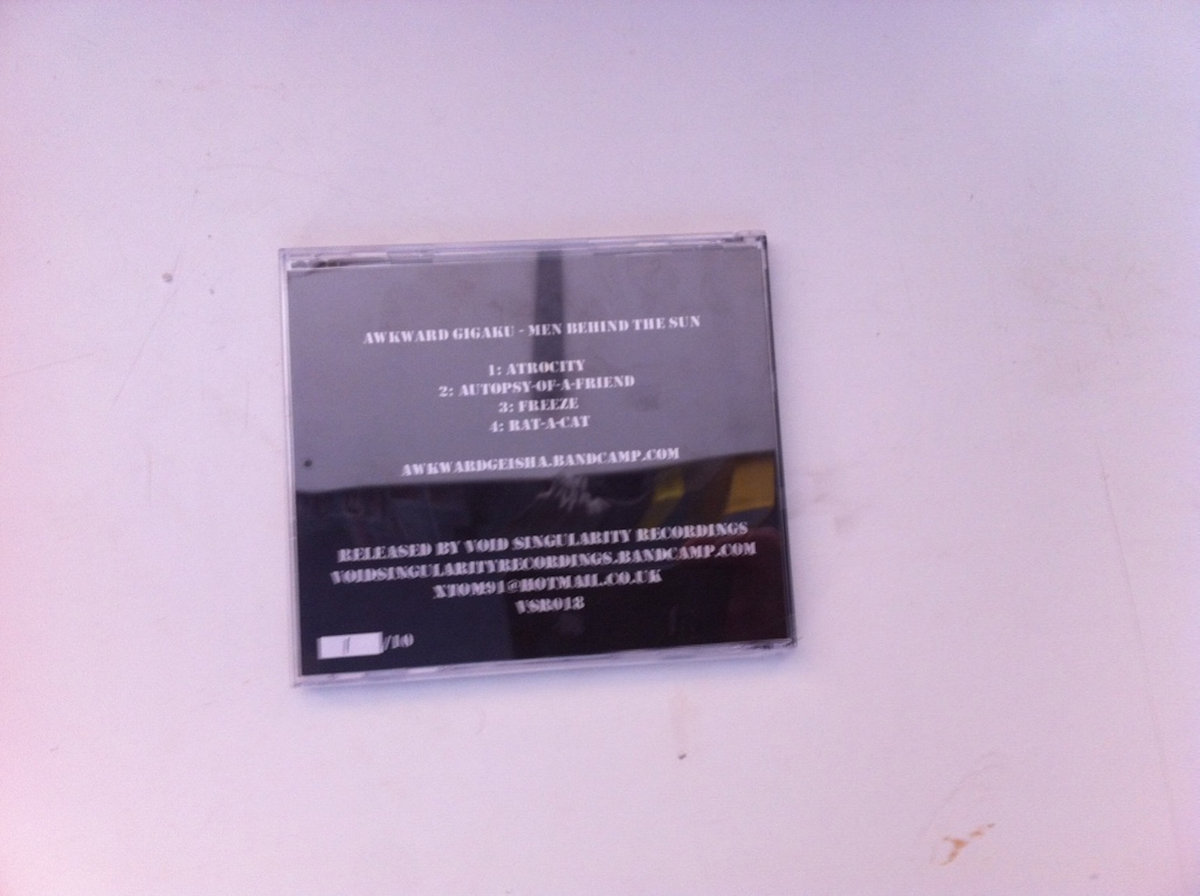 AWKWARD GIGAKU - MEN BEHIND THE SUN
1: ATROCITY
2: AUTOPSY-OF-A-FRIEND
3: FREEZE
4: RAT-A-CAT
AWKWARDGEISHA.BANDCAMP.COM
RELEASED BY VOID SINGULARITY RECORDINGS
VOIDSINGULARITYRECORDINGS.BANDCAMP.COM
XTOM91@HOTMAIL.CO.UK
VSR018
1/10